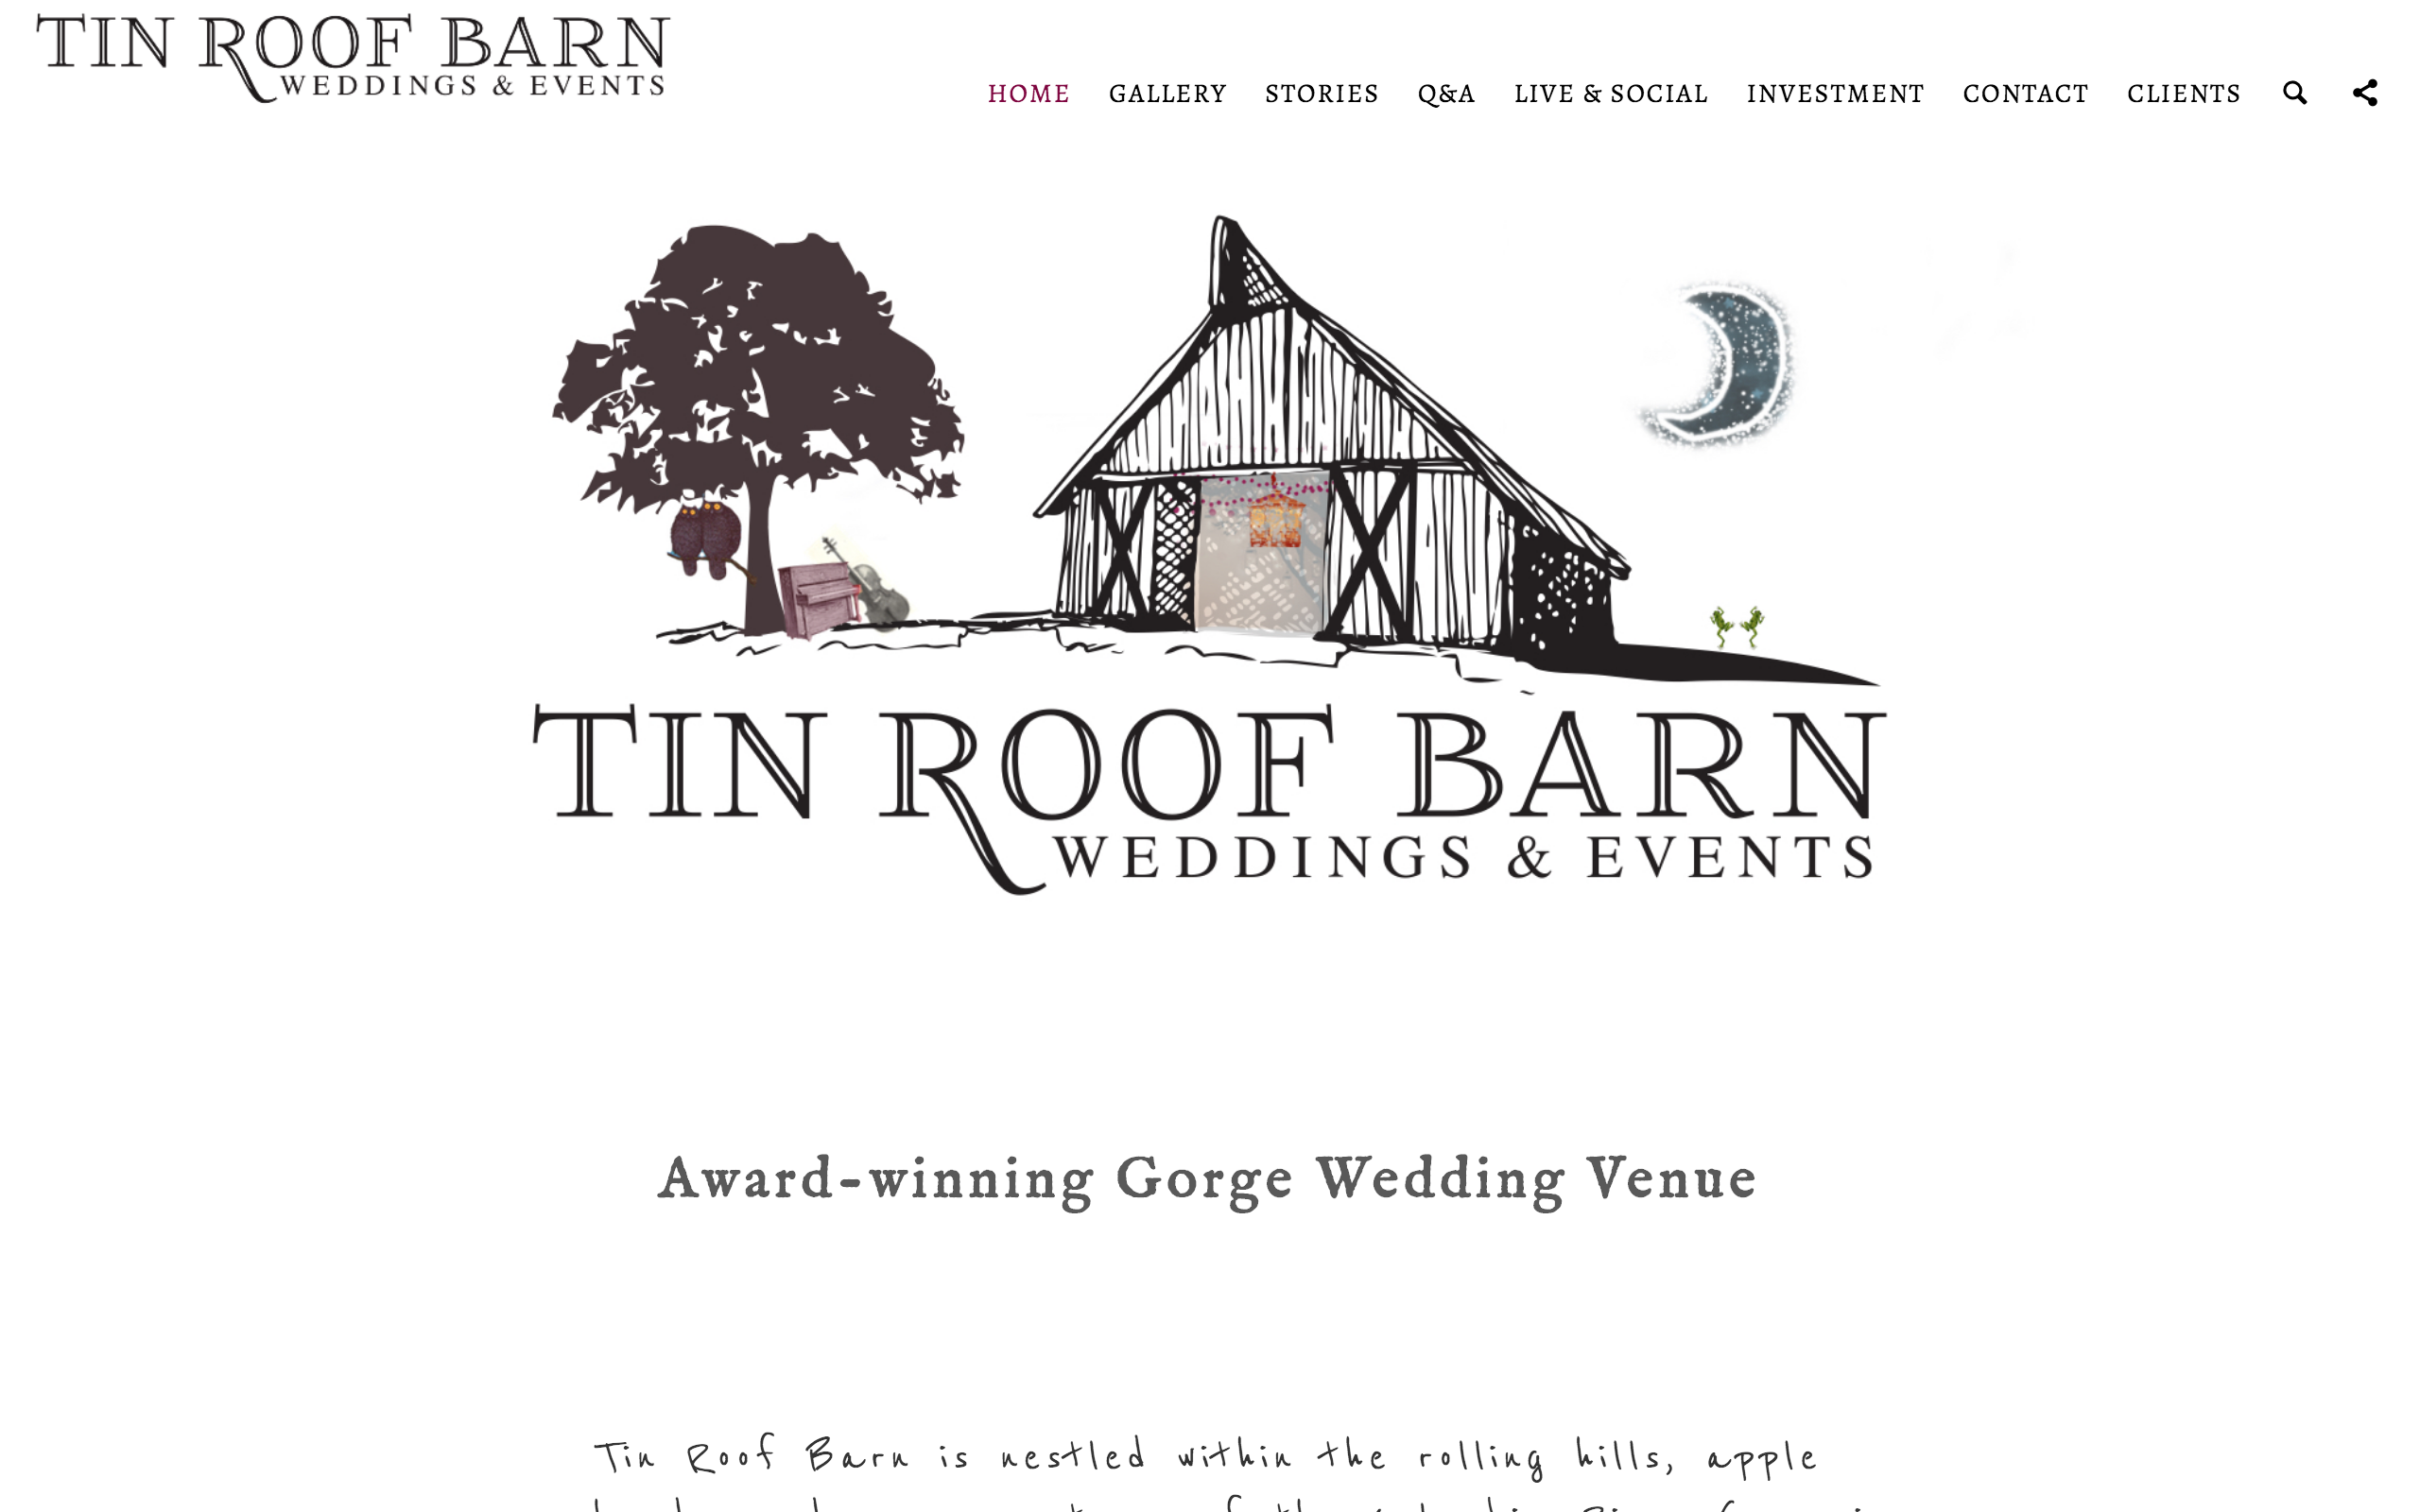 TIN ROOF BARN
WEDDINGS & EVENTS
HOME GALLERY STORIES Q&A LIVE & SOCIAL INVESTMENT CONTACT CLIENTS
TIN ROOF BARN
WEDDINGS & EVENTS
Award-winning Gorge Wedding Venue
Tin Roof Barn is nestled within the rolling hills, apple